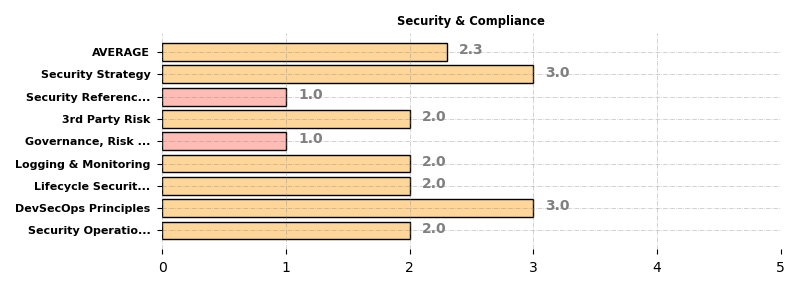 Security & Compliance
AVERAGE 2.3
Security Strategy 3.0
Security Referenc... 1.0
3rd Party Risk 2.0
Governance, Risk ... 1.0
Logging & Monitoring 2.0
Lifecycle Securit... 2.0
DevSecOps Principles 3.0
Security Operatio... 2.0
0 1 2 3 4 5